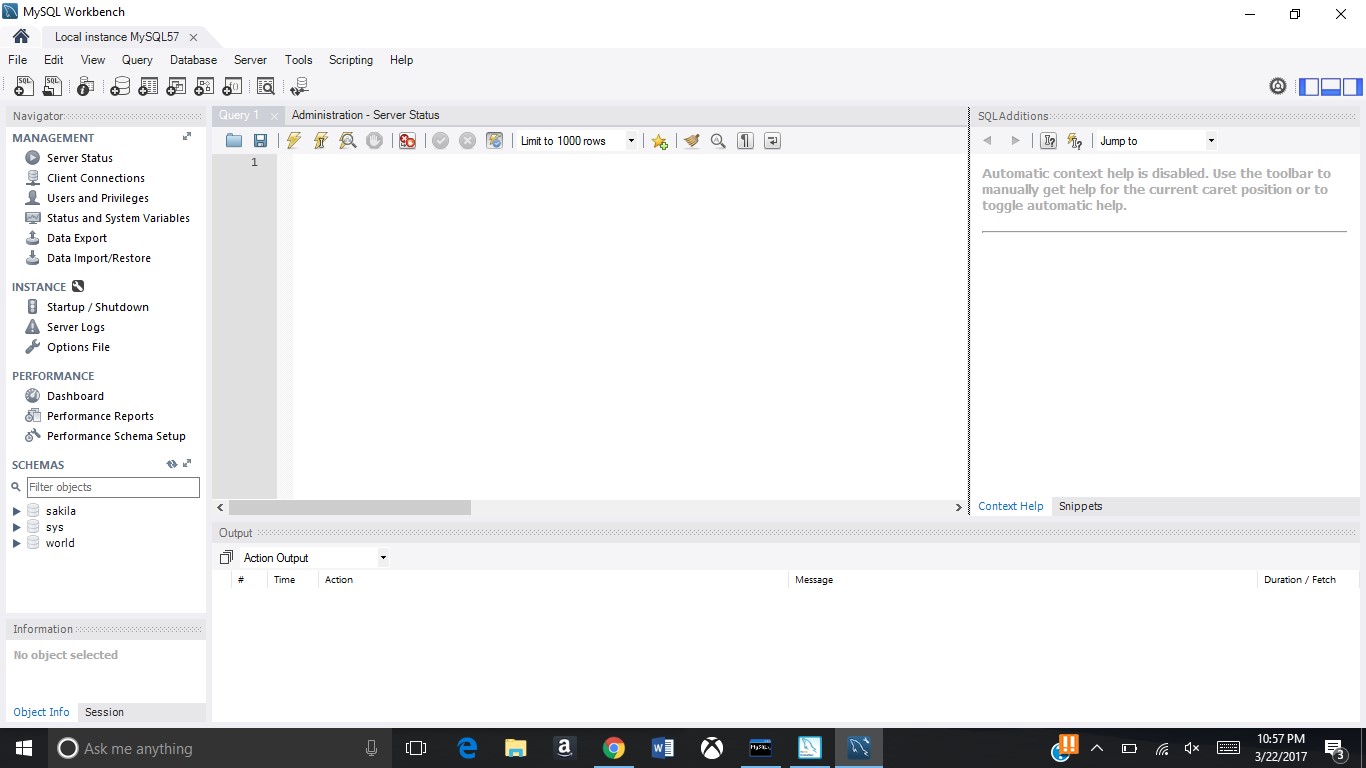 MySQL Workbench
Local instance MySQL57
File Edit View Query Database Server Tools Scripting Help
Navigator
MANAGEMENT
Server Status
Client Connections
Users and Privileges
Status and System Variables
Data Export
Data Import/Restore
INSTANCE
Startup / Shutdown
Server Logs
Options File
PERFORMANCE
Dashboard
Performance Reports
Performance Schema Setup
SCHEMAS
Filter objects
sakila
sys
world
Information
No object selected
Object Info Session
Query 1 Administration - Server Status
Limit to 1000 rows
1
SQLAdditions
Jump to
Automatic context help is disabled. Use the toolbar to
manually get help for the current caret position or to
toggle automatic help.
Context Help Snippets
Output
Action Output
# Time Action Message Duration / Fetch
Ask me anything
10:57 PM
3/22/2017
3